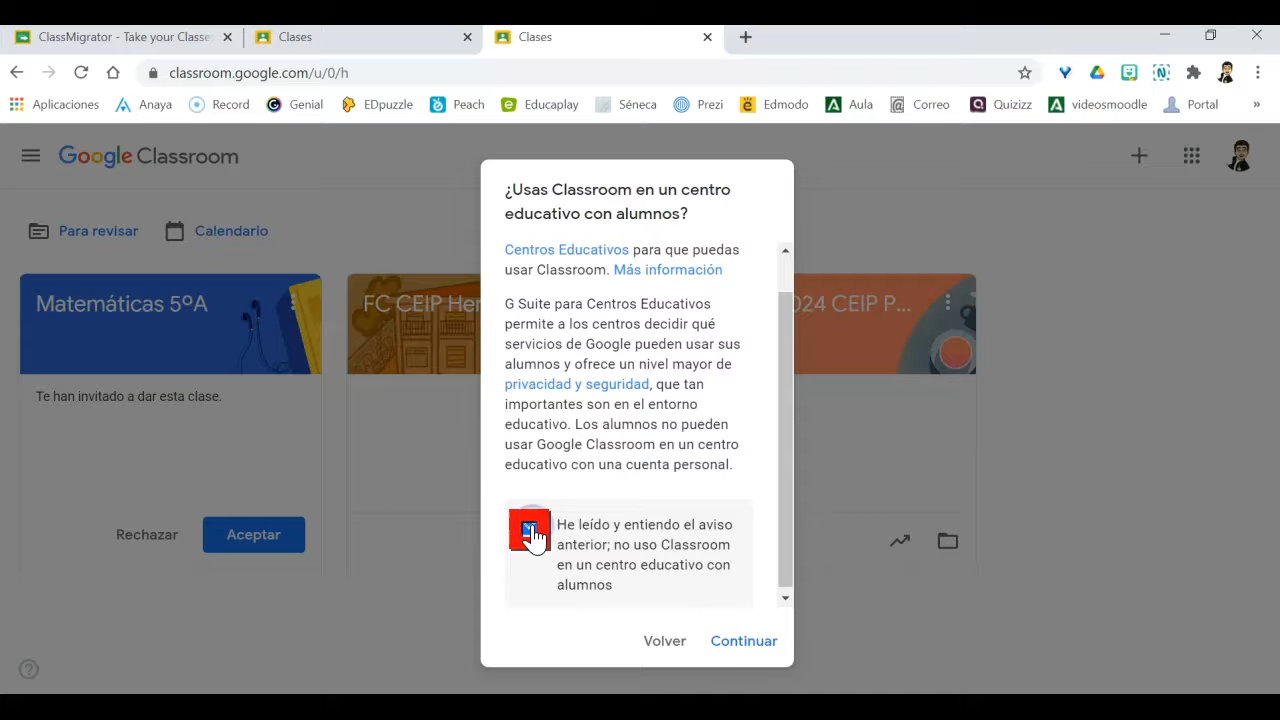 ClassMigrator - Take your Classes
Clases
Clases
classroom.google.com/u/0/h
Aplicaciones
Anaya
Record
Genial
EDpuzzle
Peach
Educaplay
Séneca
Prezi
Edmodo
Aula
Correo
Quizizz
videosmoodle
Portal
»
Google Classroom
Para revisar
Calendario
Matemáticas 5ºA
FC CEIP Her
024 CEIP P...
Te han invitado a dar esta clase.
Rechazar
Aceptar
¿Usas Classroom en un centro
educativo con alumnos?
Centros Educativos para que puedas
usar Classroom. Más información
G Suite para Centros Educativos
permite a los centros decidir qué
servicios de Google pueden usar sus
alumnos y ofrece un nivel mayor de
privacidad y seguridad, que tan
importantes son en el entorno
educativo. Los alumnos no pueden
usar Google Classroom en un centro
educativo con una cuenta personal.
He leído y entiendo el aviso
anterior; no uso Classroom
en un centro educativo con
alumnos
Volver
Continuar